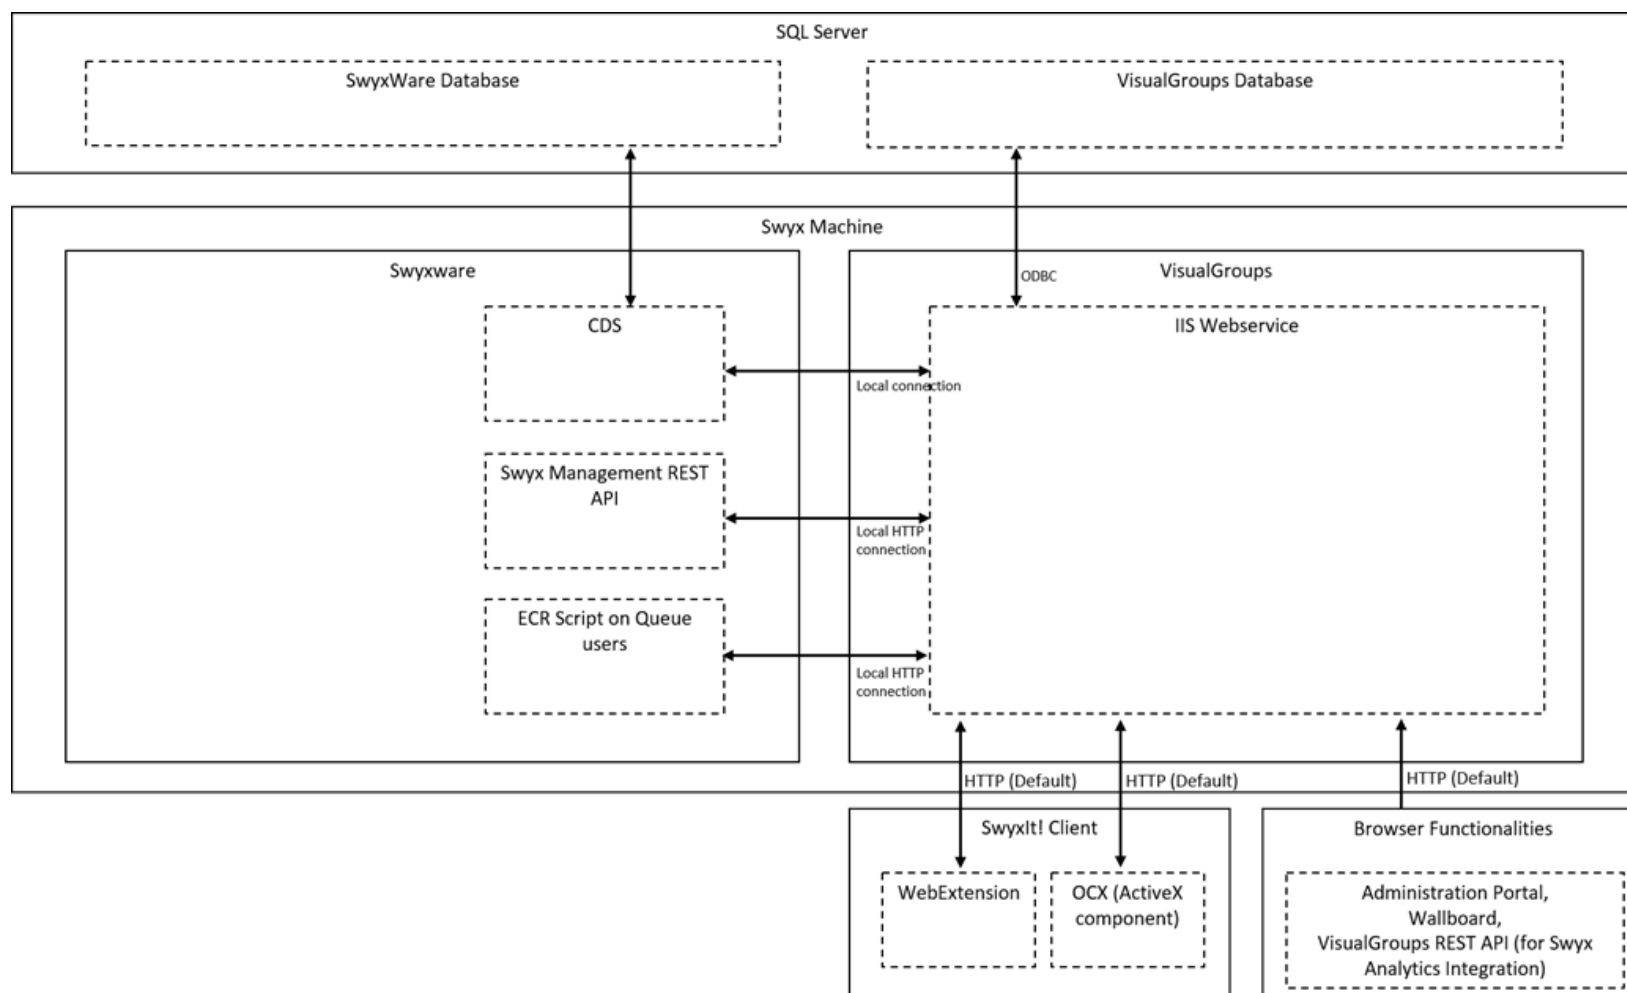 SQL Server
SwyxWare Database
VisualGroups Database
Swyx Machine
Swyxware
VisualGroups
ODBC
CDS
IIS Webservice
Local connection
Swyx Management REST
API
Local HTTP
connection
ECR Script on Queue
users
Local HTTP
connection
HTTP (Default)
HTTP (Default)
HTTP (Default)
SwyxIt! Client
Browser Functionalities
WebExtension
OCX (ActiveX
component)
Administration Portal,
Wallboard,
VisualGroups REST API (for Swyx
Analytics Integration)